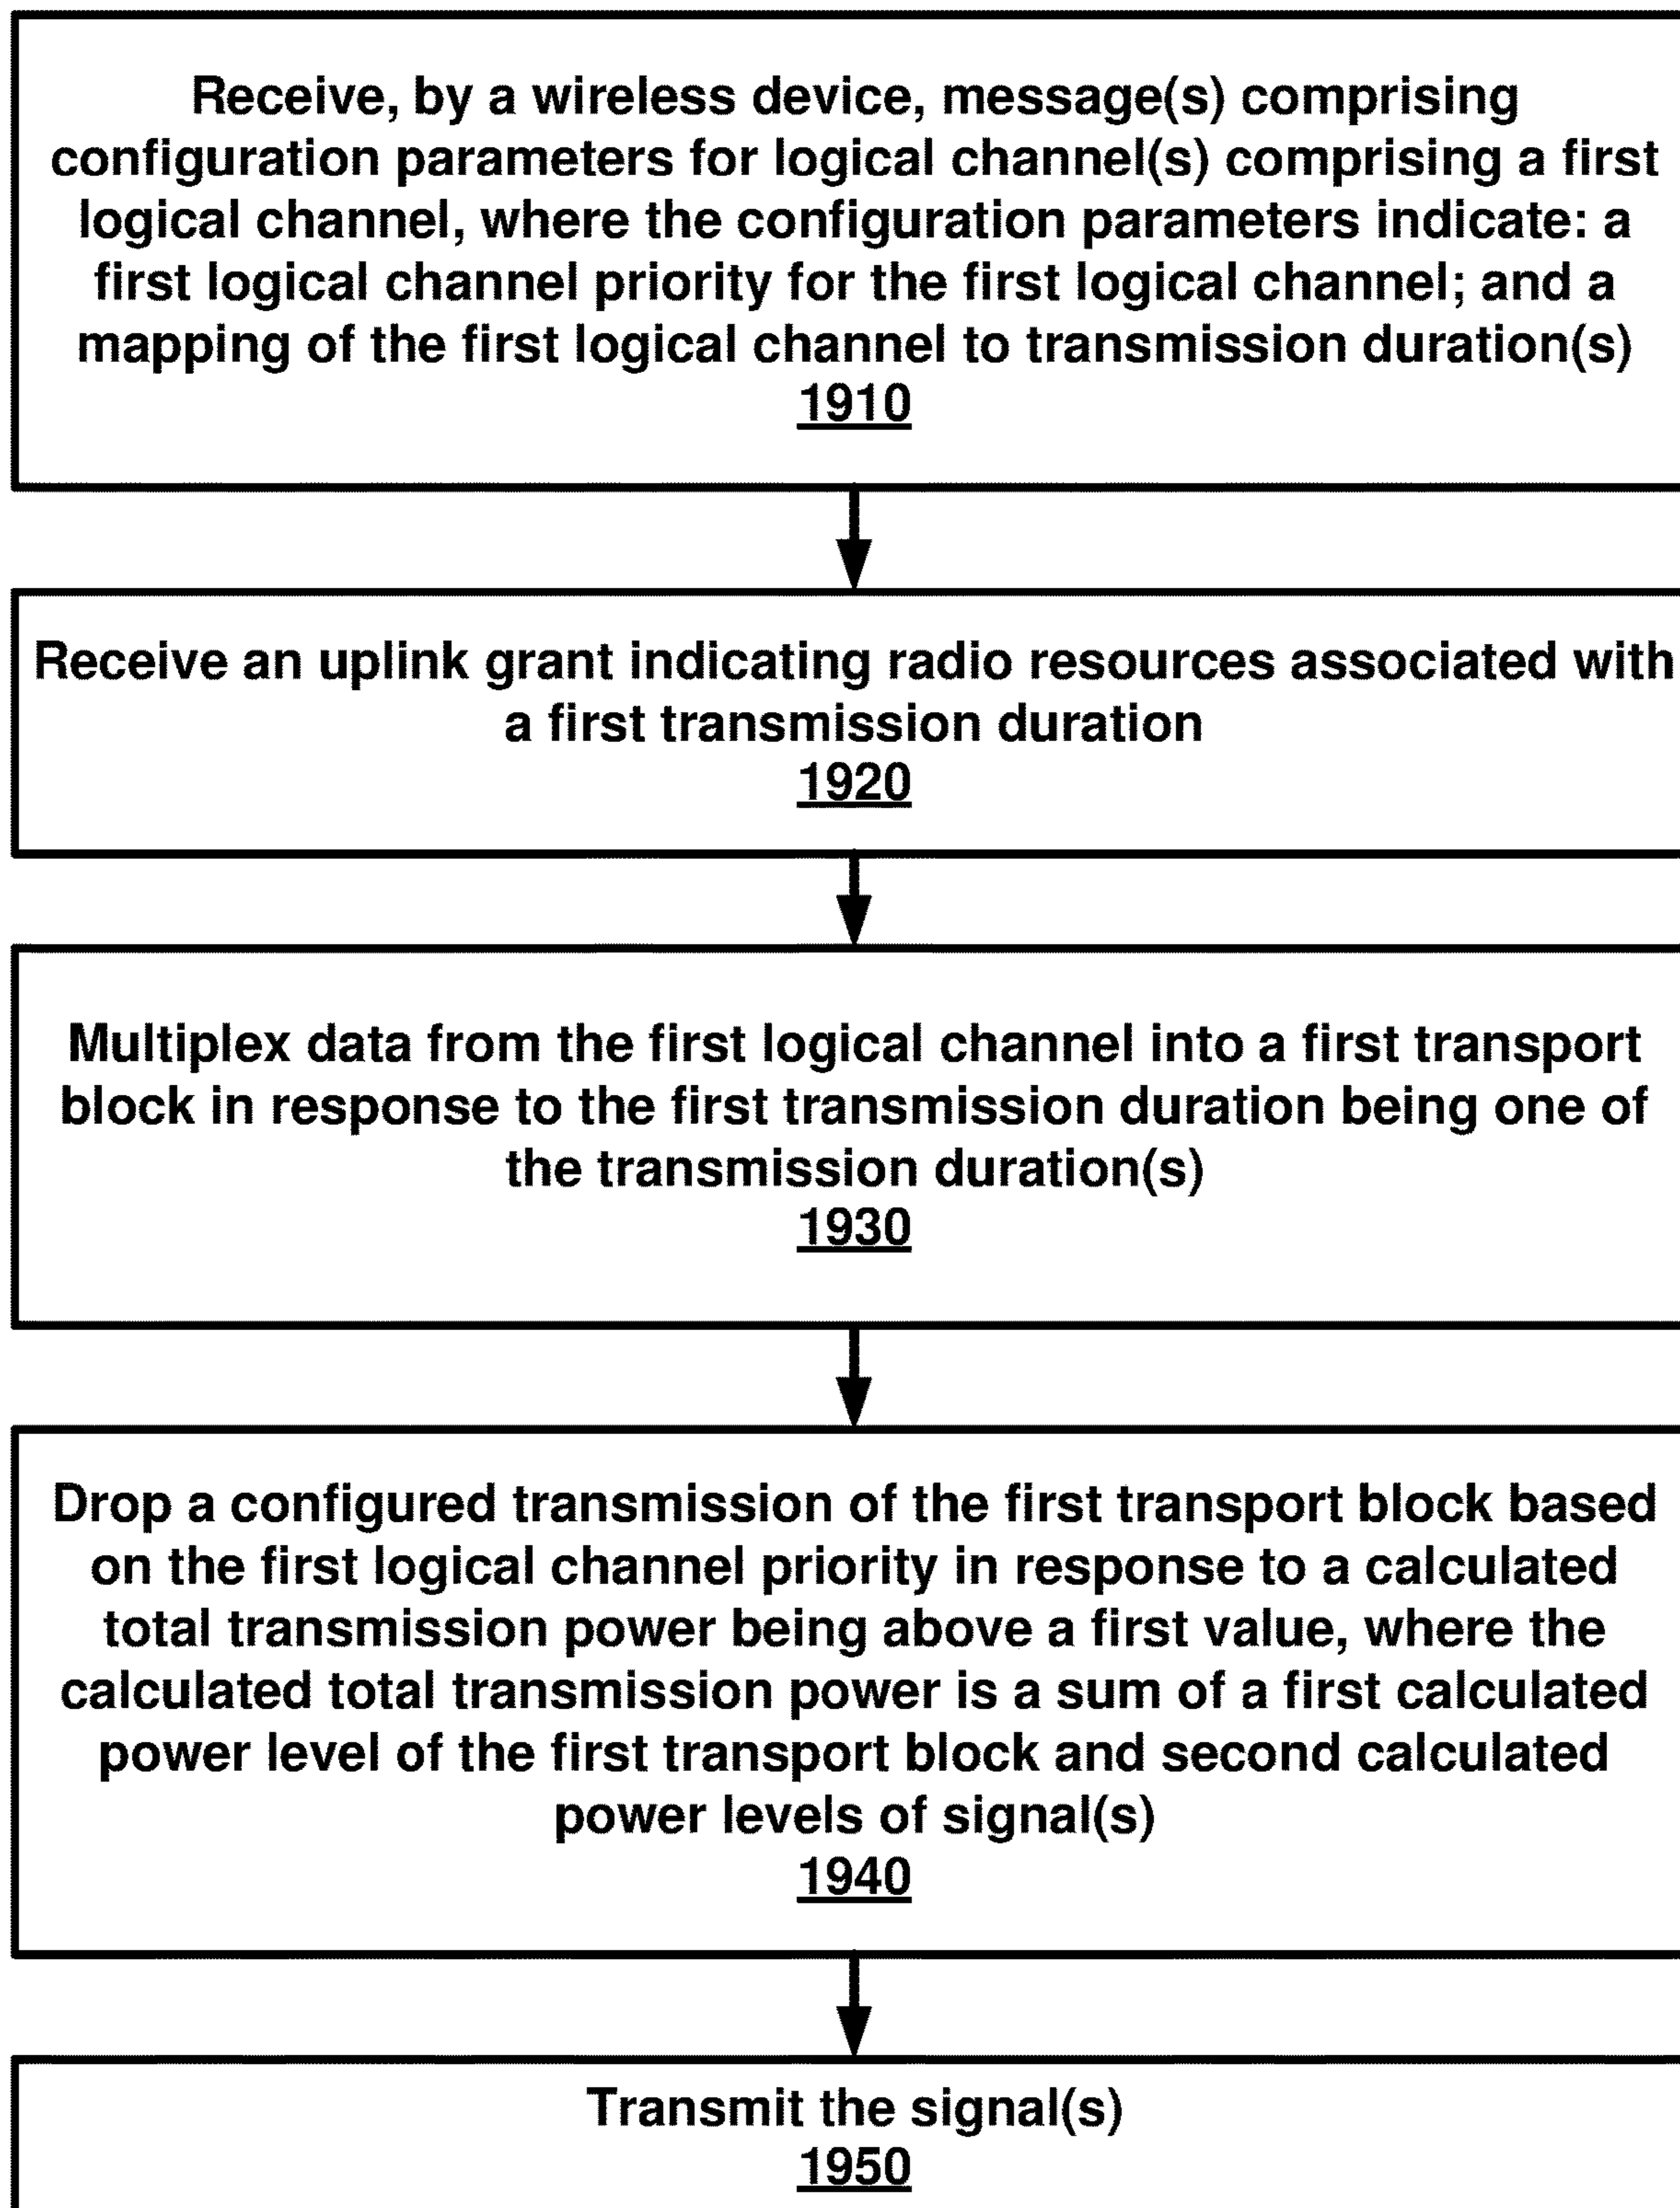 Receive, by a wireless device, message(s) comprising
configuration parameters for logical channel(s) comprising a first
logical channel, where the configuration parameters indicate: a
first logical channel priority for the first logical channel; and a
mapping of the first logical channel to transmission duration(s)
1910
Receive an uplink grant indicating radio resources associated with
a first transmission duration
1920
Multiplex data from the first logical channel into a first transport
block in response to the first transmission duration being one of
the transmission duration(s)
1930
Drop a configured transmission of the first transport block based
on the first logical channel priority in response to a calculated
total transmission power being above a first value, where the
calculated total transmission power is a sum of a first calculated
power level of the first transport block and second calculated
power levels of signal(s)
1940
Transmit the signal(s)
1950